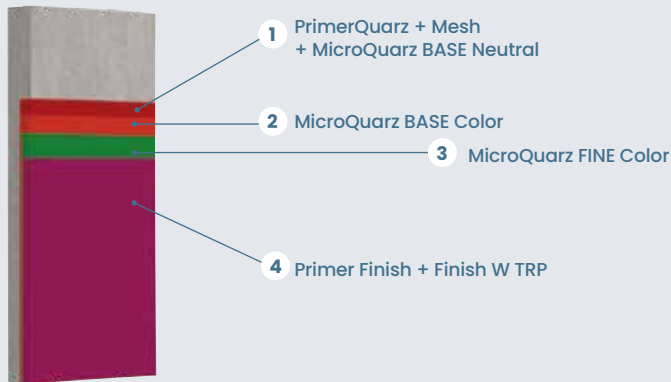 1
PrimerQuarz + Mesh
+ MicroQuarz BASE Neutral
2 MicroQuarz BASE Color
3 MicroQuarz FINE Color
4 Primer Finish + Finish W TRP